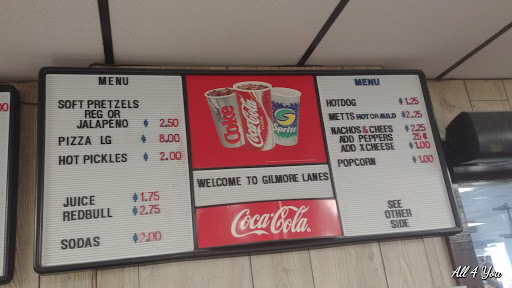 MENU
SOFT PRETZELS
REG OR
JALAPENO $ 2.50
PIZZA LG $ 8.00
HOT PICKLES $ 2.00
JUICE $ 1.75
REDBULL $ 2.75
SODAS $ 2.00
Diet Coke
Coca-Cola
Sprite
WELCOME TO GILMORE LANES
Coca-Cola
MENU
HOTDOG $ 1.25
METTS HOT OR MILD $ 2.25
NACHOS & CHEES $ 2.25
ADD PEPPERS 25¢
ADD X CHEESE $ 1.00
POPCORN $ 1.00
SEE
OTHER
SIDE
All 4 You